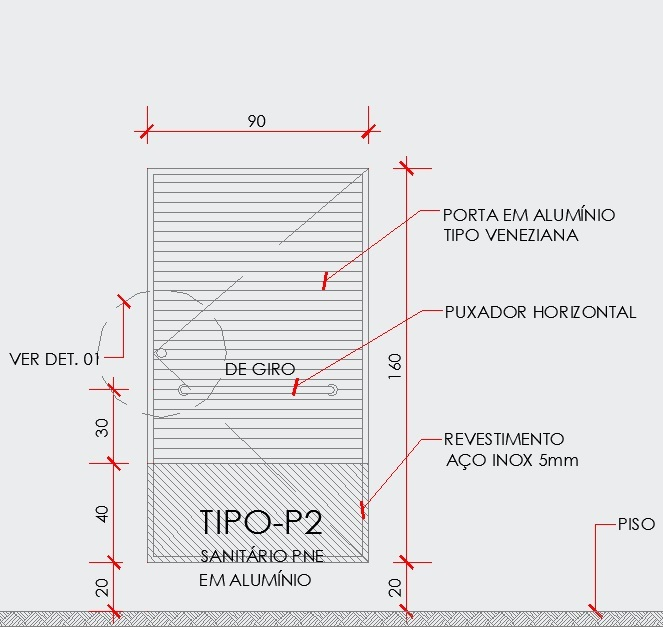 90
PORTA EM ALUMÍNIO
TIPO VENEZIANA
PUXADOR HORIZONTAL
VER DET. 01
DE GIRO
160
30
REVESTIMENTO
AÇO INOX 5mm
40
TIPO-P2
PISO
SANITÁRIO PNE
EM ALUMÍNIO
20
20